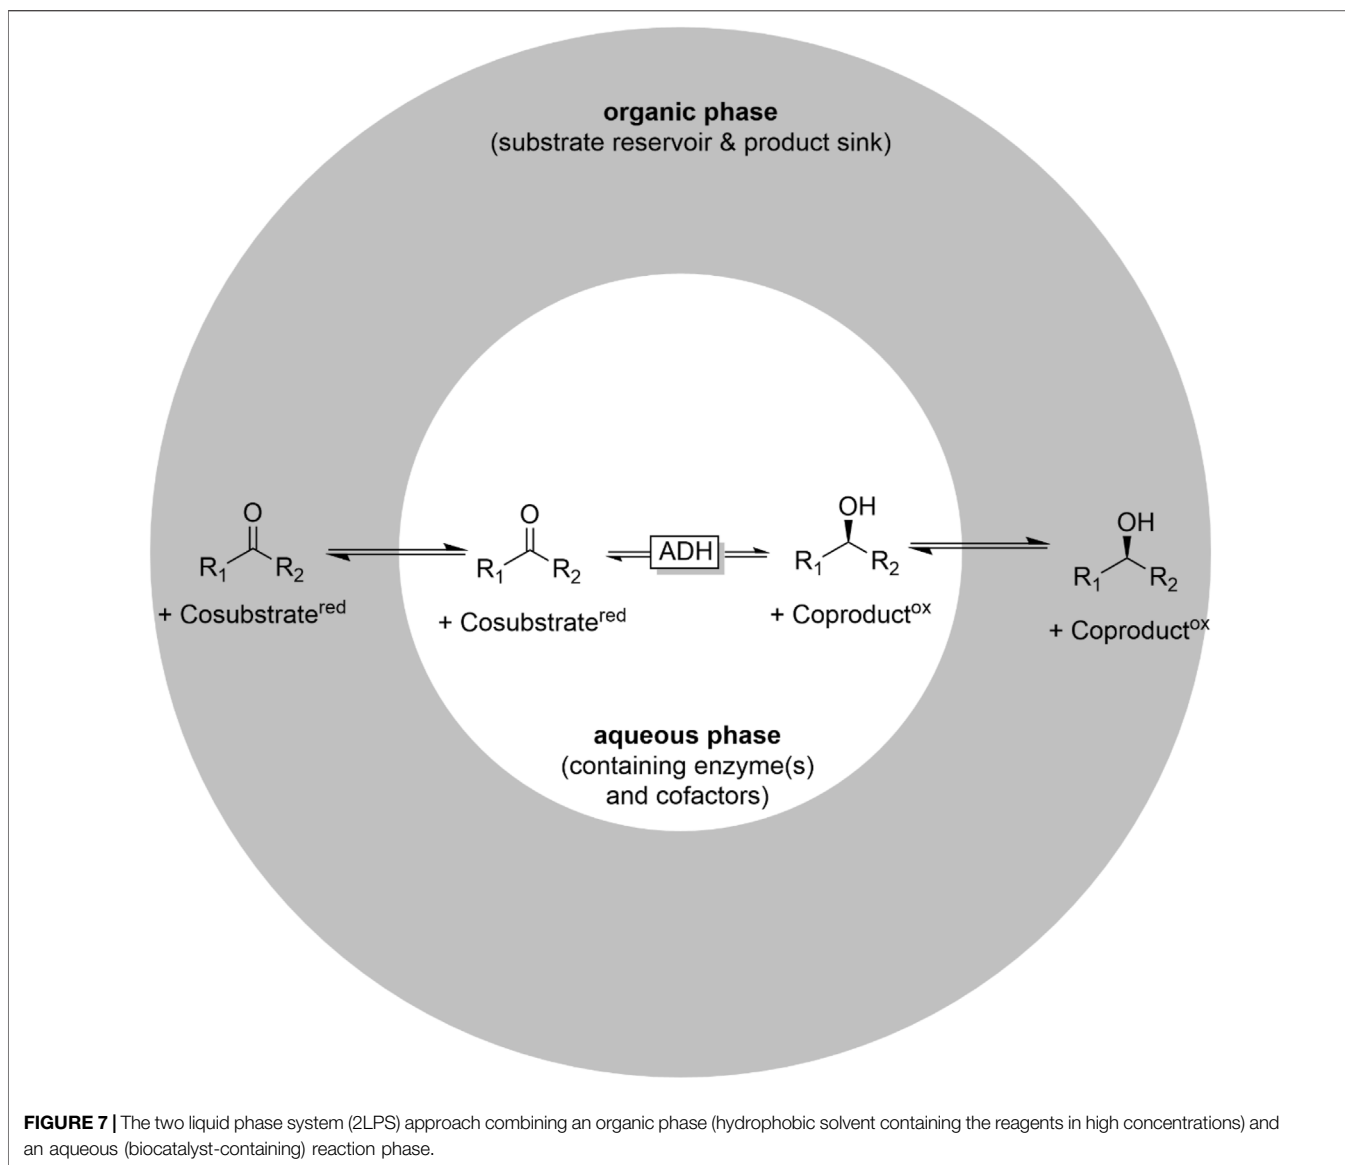 organic phase
(substrate reservoir & product sink)
O
R1 R2
+ Cosubstrate^red
O
R1 R2
+ Cosubstrate^red
ADH
OH
R1 R2
+ Coproduct^ox
OH
R1 R2
+ Coproduct^ox
aqueous phase
(containing enzyme(s)
and cofactors)
FIGURE 7 | The two liquid phase system (2LPS) approach combining an organic phase (hydrophobic solvent containing the reagents in high concentrations) and
an aqueous (biocatalyst-containing) reaction phase.